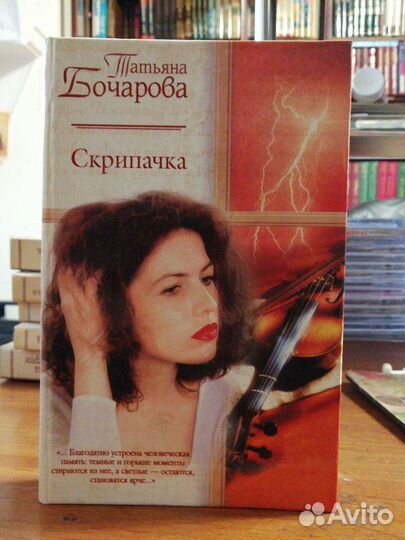 Татьяна
Бочарова
Скрипачка
«... Благодатно устроена человеческая
память: темные и горькие моменты
стираются из нее, а светлые — остаются,
становятся ярче...»
Avito